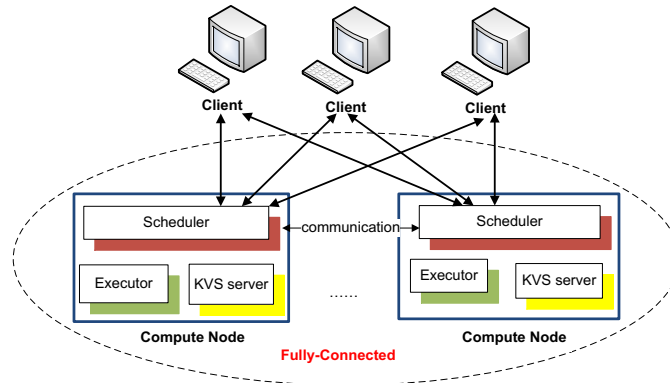 Client
Client
Client
Scheduler
communication
Scheduler
Executor
KVS server
......
Executor
KVS server
Compute Node
Compute Node
Fully-Connected